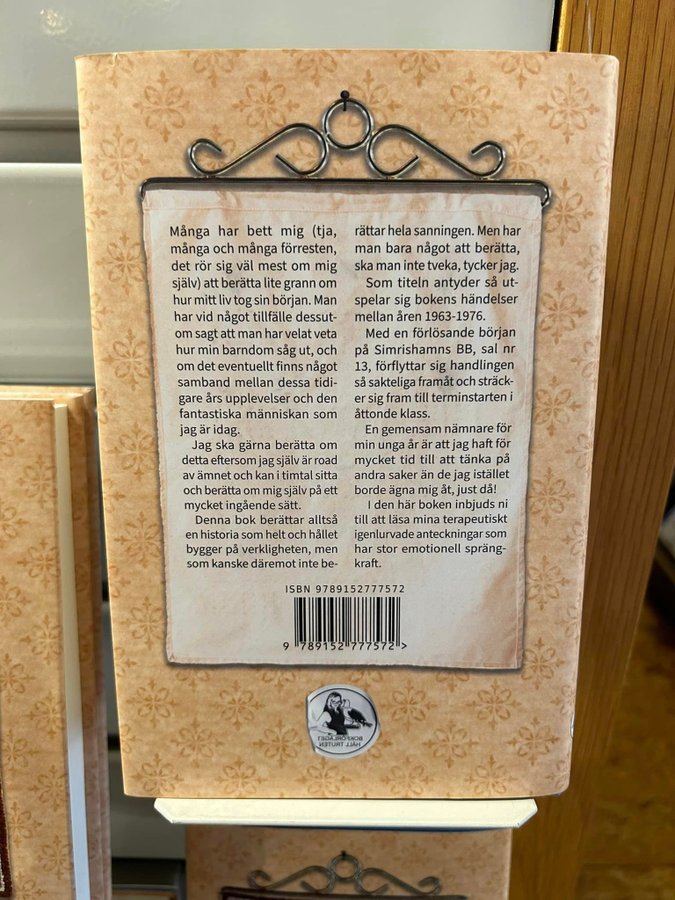 Många har bett mig (tja,
många och många förresten,
det rör sig väl mest om mig
själv) att berätta lite grann om
hur mitt liv tog sin början. Man
har vid något tillfälle dessut-
om sagt att man har velat veta
hur min barndom såg ut, och
om det eventuellt finns något
samband mellan dessa tidi-
gare års upplevelser och den
fantastiska människan som
jag är idag.
Jag ska gärna berätta om
detta eftersom jag själv är road
av ämnet och kan i timtal sitta
och berätta om mig själv på ett
mycket ingående sätt.
Denna bok berättar alltså
en historia som helt och hållet
bygger på verkligheten, men
som kanske däremot inte be-
rättar hela sanningen. Men har
man bara något att berätta,
ska man inte tveka, tycker jag.
Som titeln antyder så ut-
spelar sig bokens händelser
mellan åren 1963-1976.
Med en förlösande början
på Simrishamns BB, sal nr
13, förflyttar sig handlingen
så sakteliga framåt och sträck-
er sig fram till terminstarten i
åttonde klass.
En gemensam nämnare för
min unga år är att jag haft för
mycket tid till att tänka på
andra saker än de jag istället
borde ägna mig åt, just då!
I den här boken inbjuds ni
till att läsa mina terapeutiskt
igenlurvade anteckningar som
har stor emotionell spräng-
kraft.
ISBN 9789152777572
9 789152 777572 >
BOKFÖRLAGET
HÅLL TRUTEN